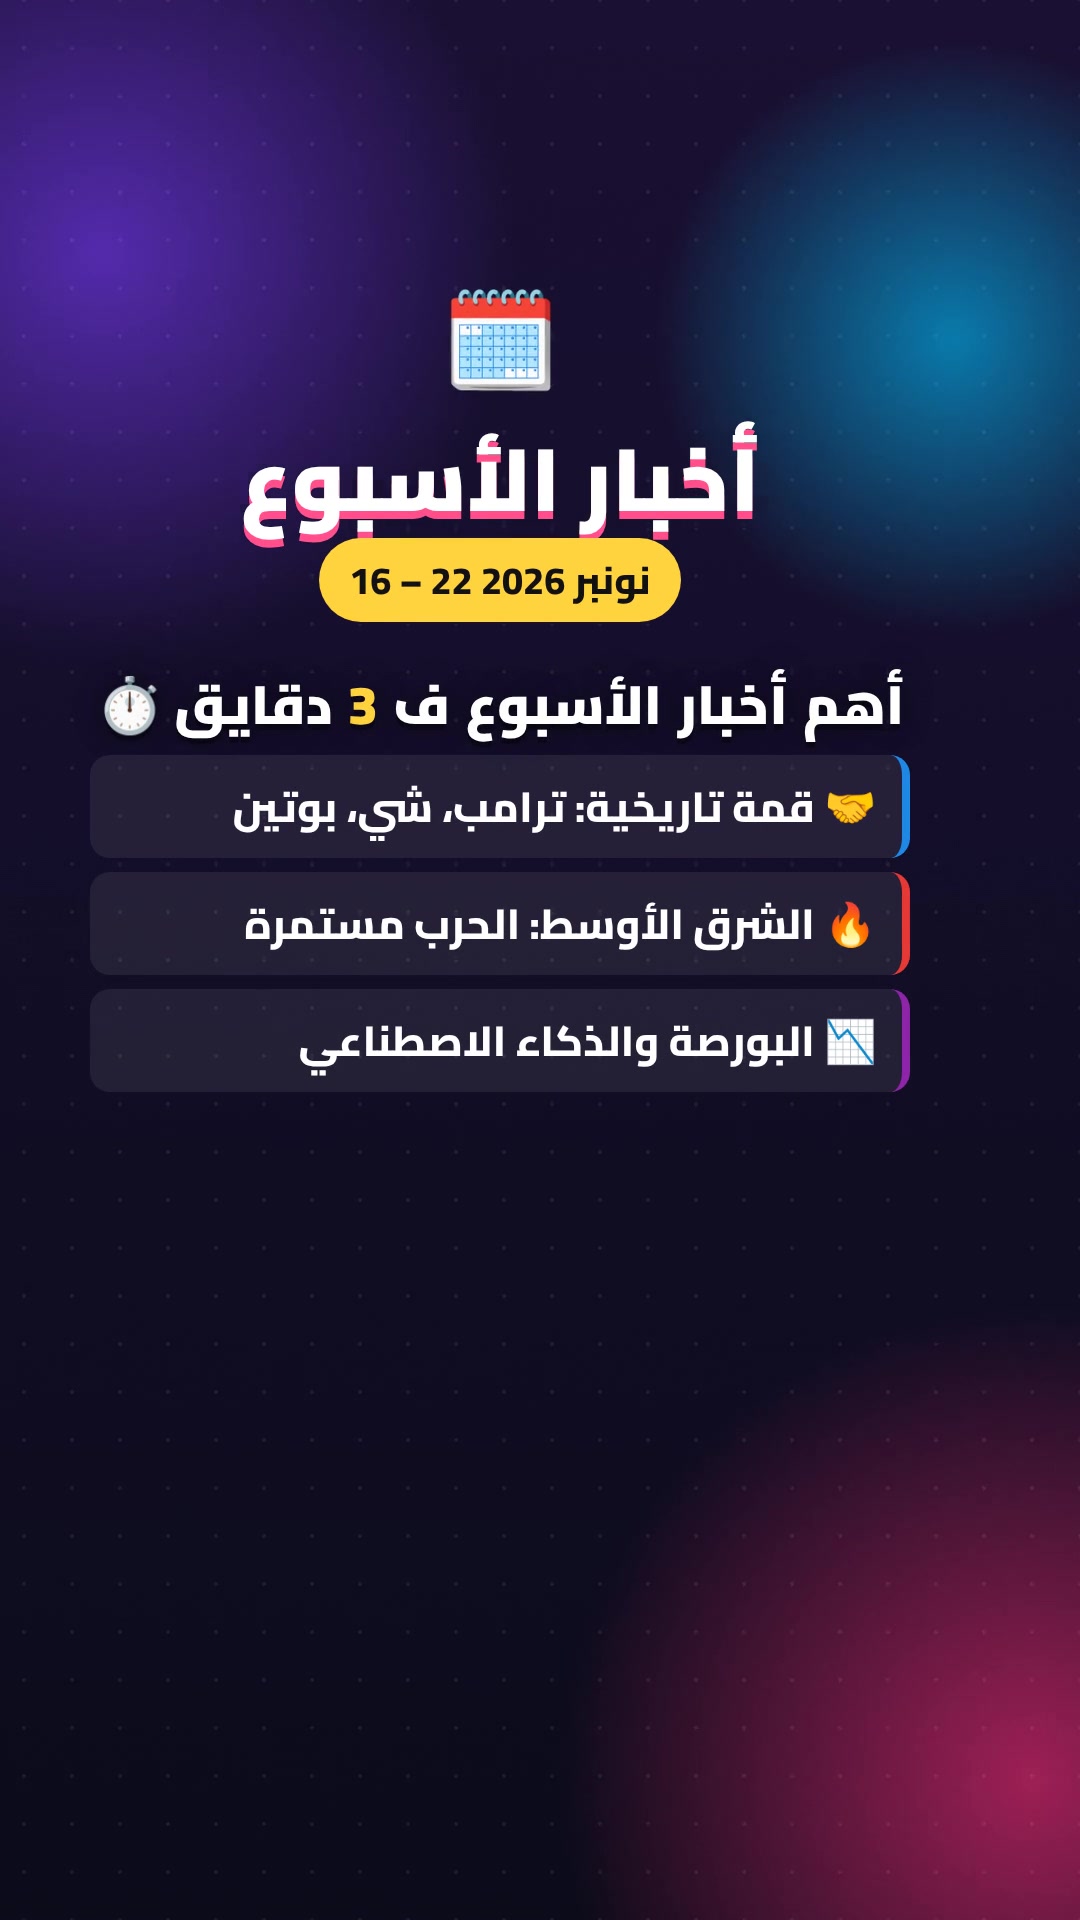 أخبار الأسبوع
16 – 22 نونبر 2026
أهم أخبار الأسبوع ف 3 دقايق
قمة تاريخية: ترامب، شي، بوتين
الشرق الأوسط: الحرب مستمرة
البورصة والذكاء الاصطناعي